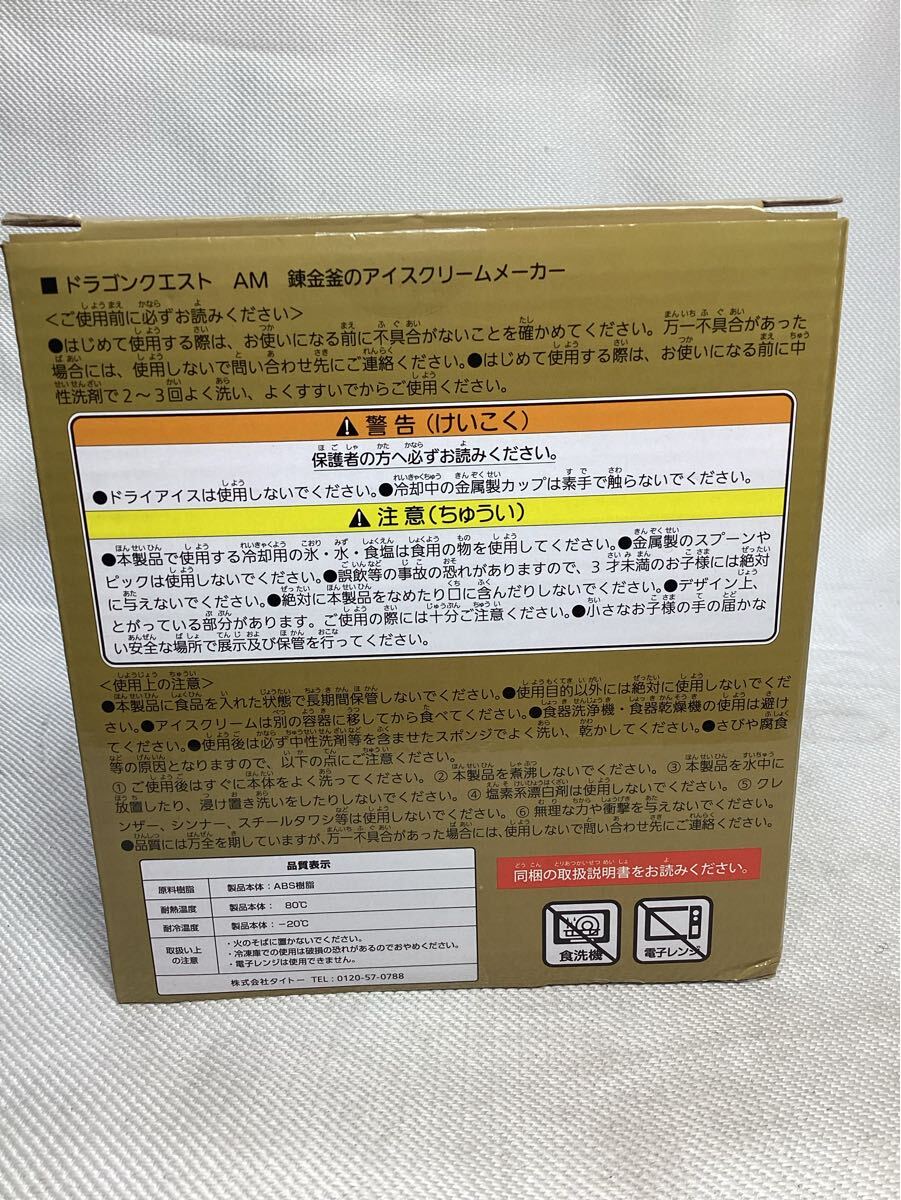 ■ドラゴンクエスト AM 錬金釜のアイスクリームメーカー
<ご使用前に必ずお読みください>
●はじめて使用する際は、お使いになる前に不具合がないことを確かめてください。万一不具合があった
場合には、使用しないで問い合わせ先にご連絡ください。●はじめて使用する際は、お使いになる前に中
性洗剤で2～3回よく洗い、よくすすいでからご使用ください。
⚠警告(けいこく)
保護者の方へ必ずお読みください。
●ドライアイスは使用しないでください。●冷却中の金属製カップは素手で触らないでください。
⚠注意(ちゅうい)
●本製品で使用する冷却用の氷・水・食塩は食用の物を使用してください。●金属製のスプーンや
ピックは使用しないでください。●誤飲等の事故の恐れがありますので、3才未満のお子様には絶対
に与えないでください。●絶対に本製品をなめたり口に含んだりしないでください。●デザイン上、
とがっている部分があります。ご使用の際には十分ご注意ください。●小さなお子様の手の届かな
い安全な場所で展示及び保管を行ってください。
<使用上の注意>
●本製品に食品を入れた状態で長期間保管しないでください。●使用目的以外には絶対に使用しないでくだ
さい。●アイスクリームは別の容器に移してから食べてください。●食器洗浄機・食器乾燥機の使用は避け
てください。●使用後は必ず中性洗剤等を含ませたスポンジでよく洗い、乾かしてください。●さびや腐食
等の原因となりますので、以下の点にご注意ください。
①ご使用後はすぐに本体をよく洗ってください。②本製品を煮沸しないでください。③本製品を水中に
放置したり、浸け置き洗いをしたりしないでください。④塩素系漂白剤は使用しないでください。⑤クレ
ンザー、シンナー、スチールタワシ等は使用しないでください。⑥無理な力や衝撃を与えないでください。
●品質には万全を期していますが、万一不具合があった場合には、使用しないで問い合わせ先にご連絡ください。
品質表示
原料樹脂 製品本体：ABS樹脂
耐熱温度 製品本体： 80℃
耐冷温度 製品本体：−20℃
取扱い上の注意
・火のそばに置かないでください。
・冷凍庫での使用は破損の恐れがあるのでおやめください。
・電子レンジは使用できません。
株式会社タイトー TEL：0120-57-0788
同梱の取扱説明書をお読みください。
食洗機
電子レンジ